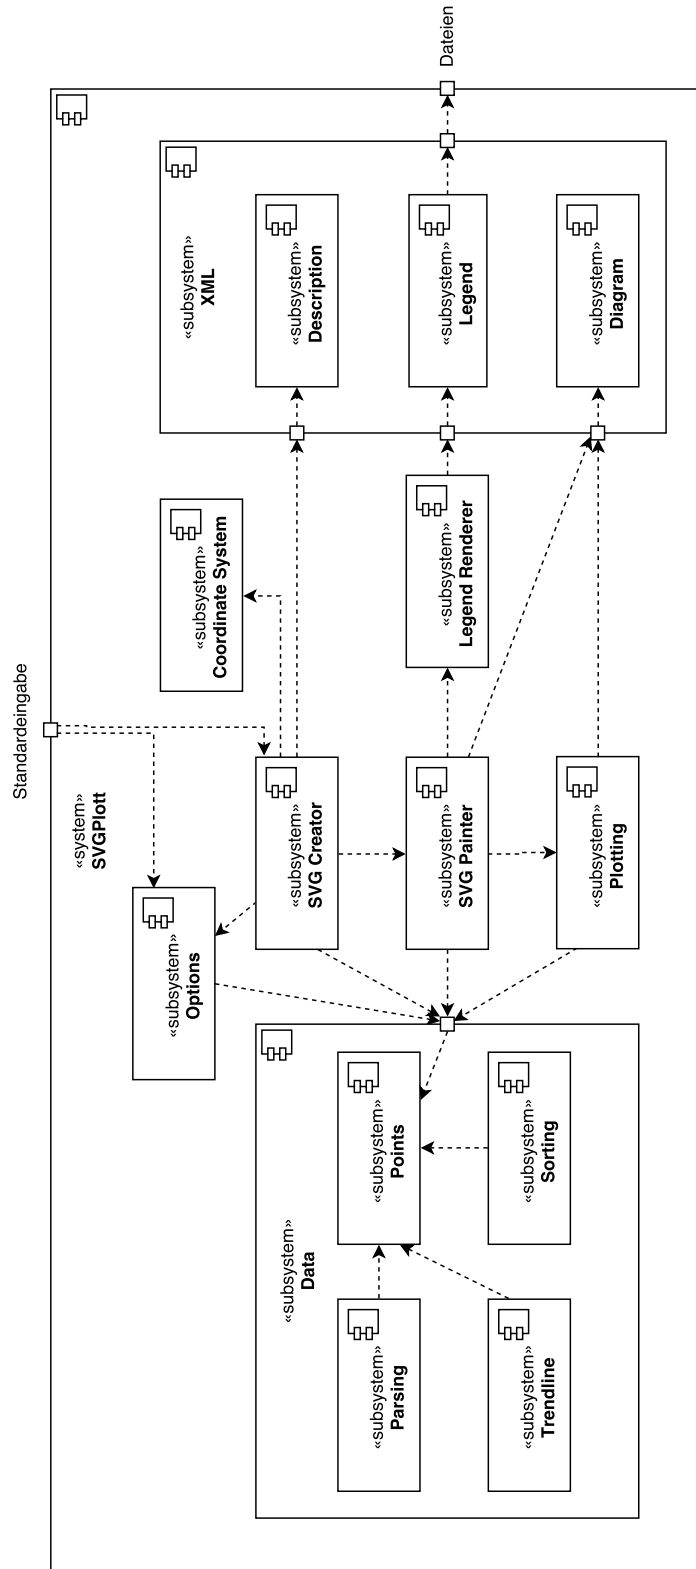 Standardeingabe
«system»
SVGPlott
«subsystem»
Data
«subsystem»
Parsing
«subsystem»
Points
«subsystem»
Trendline
«subsystem»
Sorting
«subsystem»
Options
«subsystem»
SVG Creator
«subsystem»
SVG Painter
«subsystem»
Plotting
«subsystem»
Coordinate System
«subsystem»
Legend Renderer
«subsystem»
XML
«subsystem»
Description
«subsystem»
Legend
«subsystem»
Diagram
Dateien